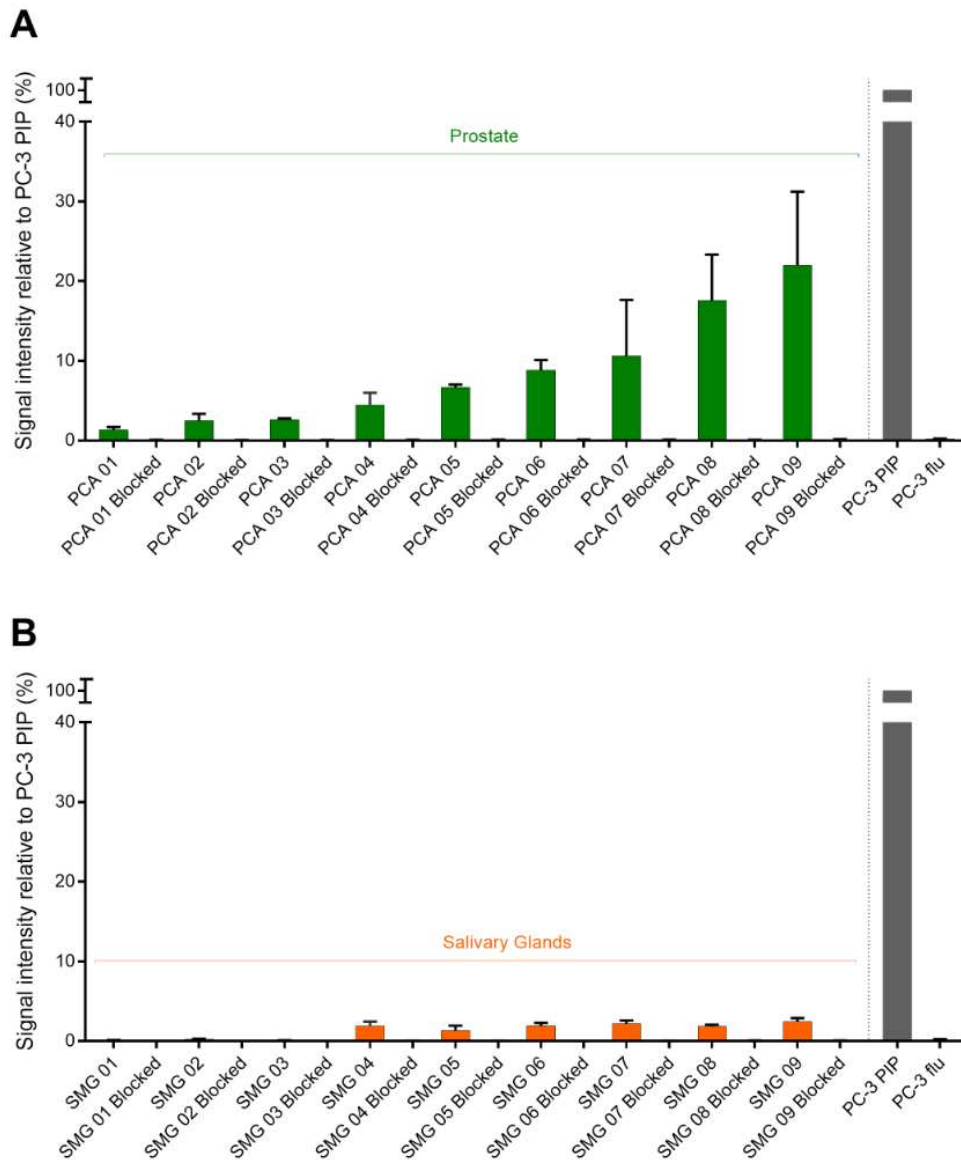 A
Signal intensity relative to PC-3 PIP (%)
100
40
30
20
10
0
Prostate
PCA 01
PCA 01 Blocked
PCA 02
PCA 02 Blocked
PCA 03
PCA 03 Blocked
PCA 04
PCA 04 Blocked
PCA 05
PCA 05 Blocked
PCA 06
PCA 06 Blocked
PCA 07
PCA 07 Blocked
PCA 08
PCA 08 Blocked
PCA 09
PCA 09 Blocked
PC-3 PIP
PC-3 flu
B
Signal intensity relative to PC-3 PIP (%)
100
40
30
20
10
0
Salivary Glands
SMG 01
SMG 01 Blocked
SMG 02
SMG 02 Blocked
SMG 03
SMG 03 Blocked
SMG 04
SMG 04 Blocked
SMG 05
SMG 05 Blocked
SMG 06
SMG 06 Blocked
SMG 07
SMG 07 Blocked
SMG 08
SMG 08 Blocked
SMG 09
SMG 09 Blocked
PC-3 PIP
PC-3 flu